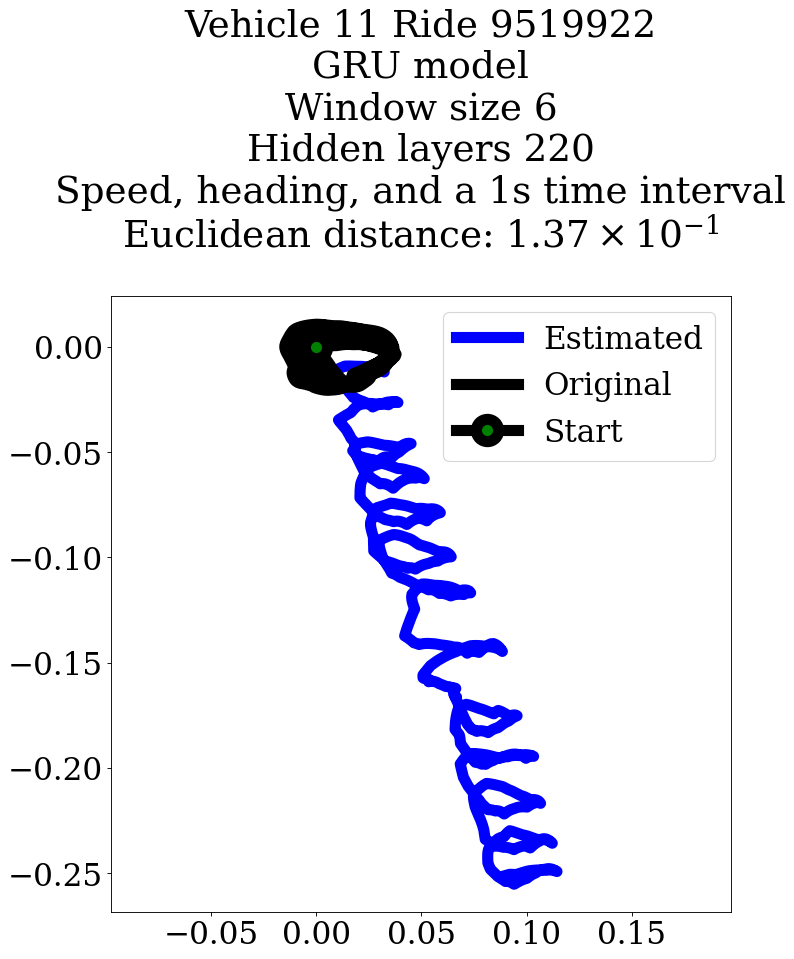 Vehicle 11 Ride 9519922
GRU model
Window size 6
Hidden layers 220
Speed, heading, and a 1s time interval
Euclidean distance: 1.37 × 10⁻¹
Estimated
Original
Start
0.00
−0.05
−0.10
−0.15
−0.20
−0.25
−0.05 0.00 0.05 0.10 0.15